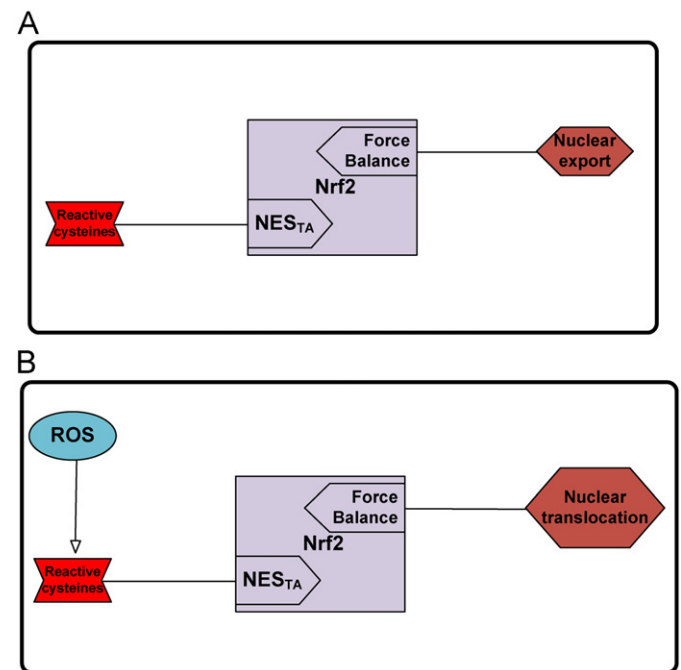 A
Force
Balance
Nuclear
export
Nrf2
Reactive
cysteines
NESTA
B
ROS
Force
Balance
Nuclear
translocation
Nrf2
Reactive
cysteines
NESTA